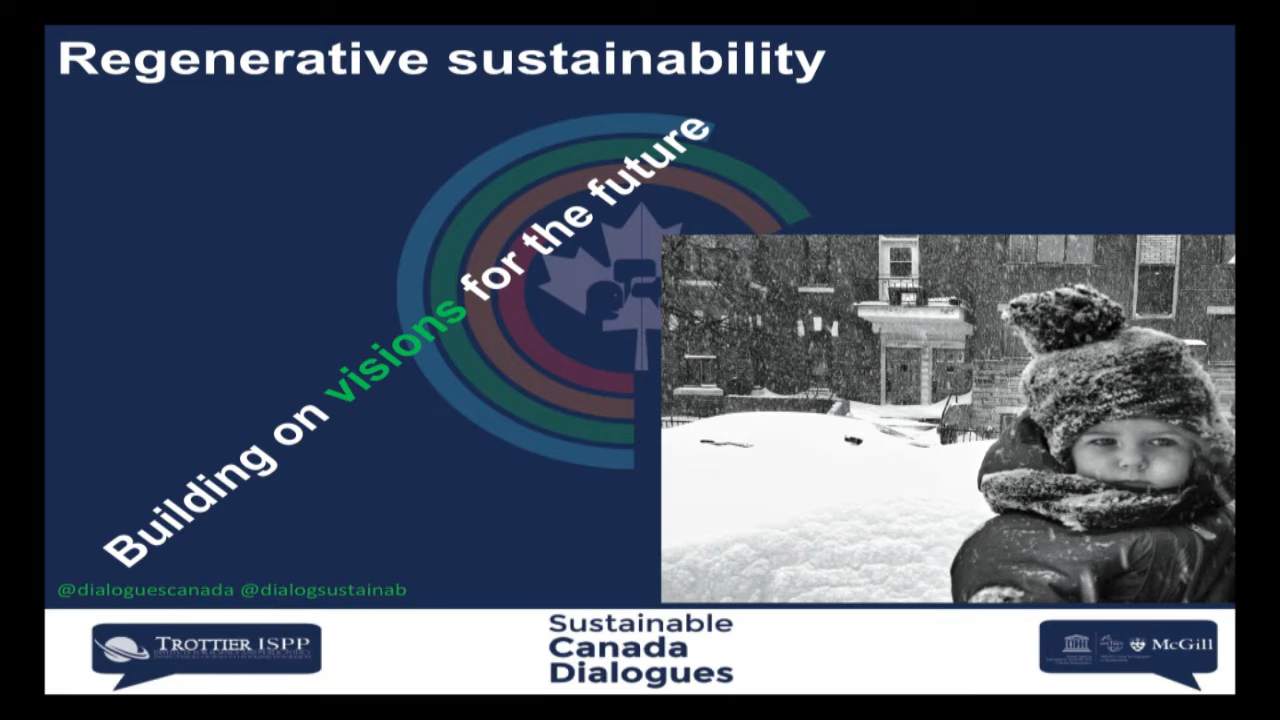 Regenerative sustainability
Building on visions for the future
@dialoguescanada @dialogsustainab
TROTTIER ISPP
Sustainable
Canada
Dialogues
McGill